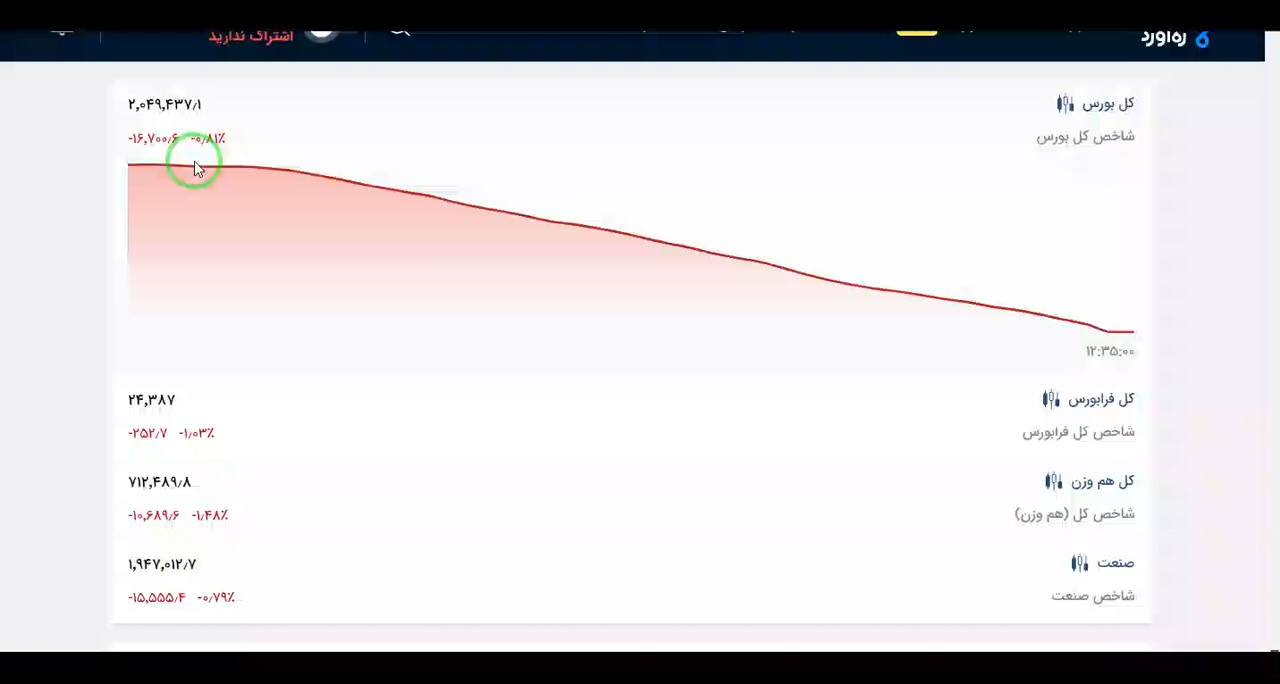 ره‌آورد
اشتراک ندارید
کل بورس
۲,۰۴۹,۴۳۷/۱
شاخص کل بورس
-۱۶,۷۰۰/۶ -۰/۸۱٪
۱۲:۳۵:۰۰
کل فرابورس
۲۴,۳۸۷
شاخص کل فرابورس
-۲۵۲/۷ -۱/۰۳٪
کل هم وزن
۷۱۲,۴۸۹/۸
شاخص کل (هم وزن)
-۱۰,۶۸۹/۶ -۱/۴۸٪
صنعت
۱,۹۴۷,۰۱۲/۷
شاخص صنعت
-۱۵,۵۵۵/۴ -۰/۷۹٪